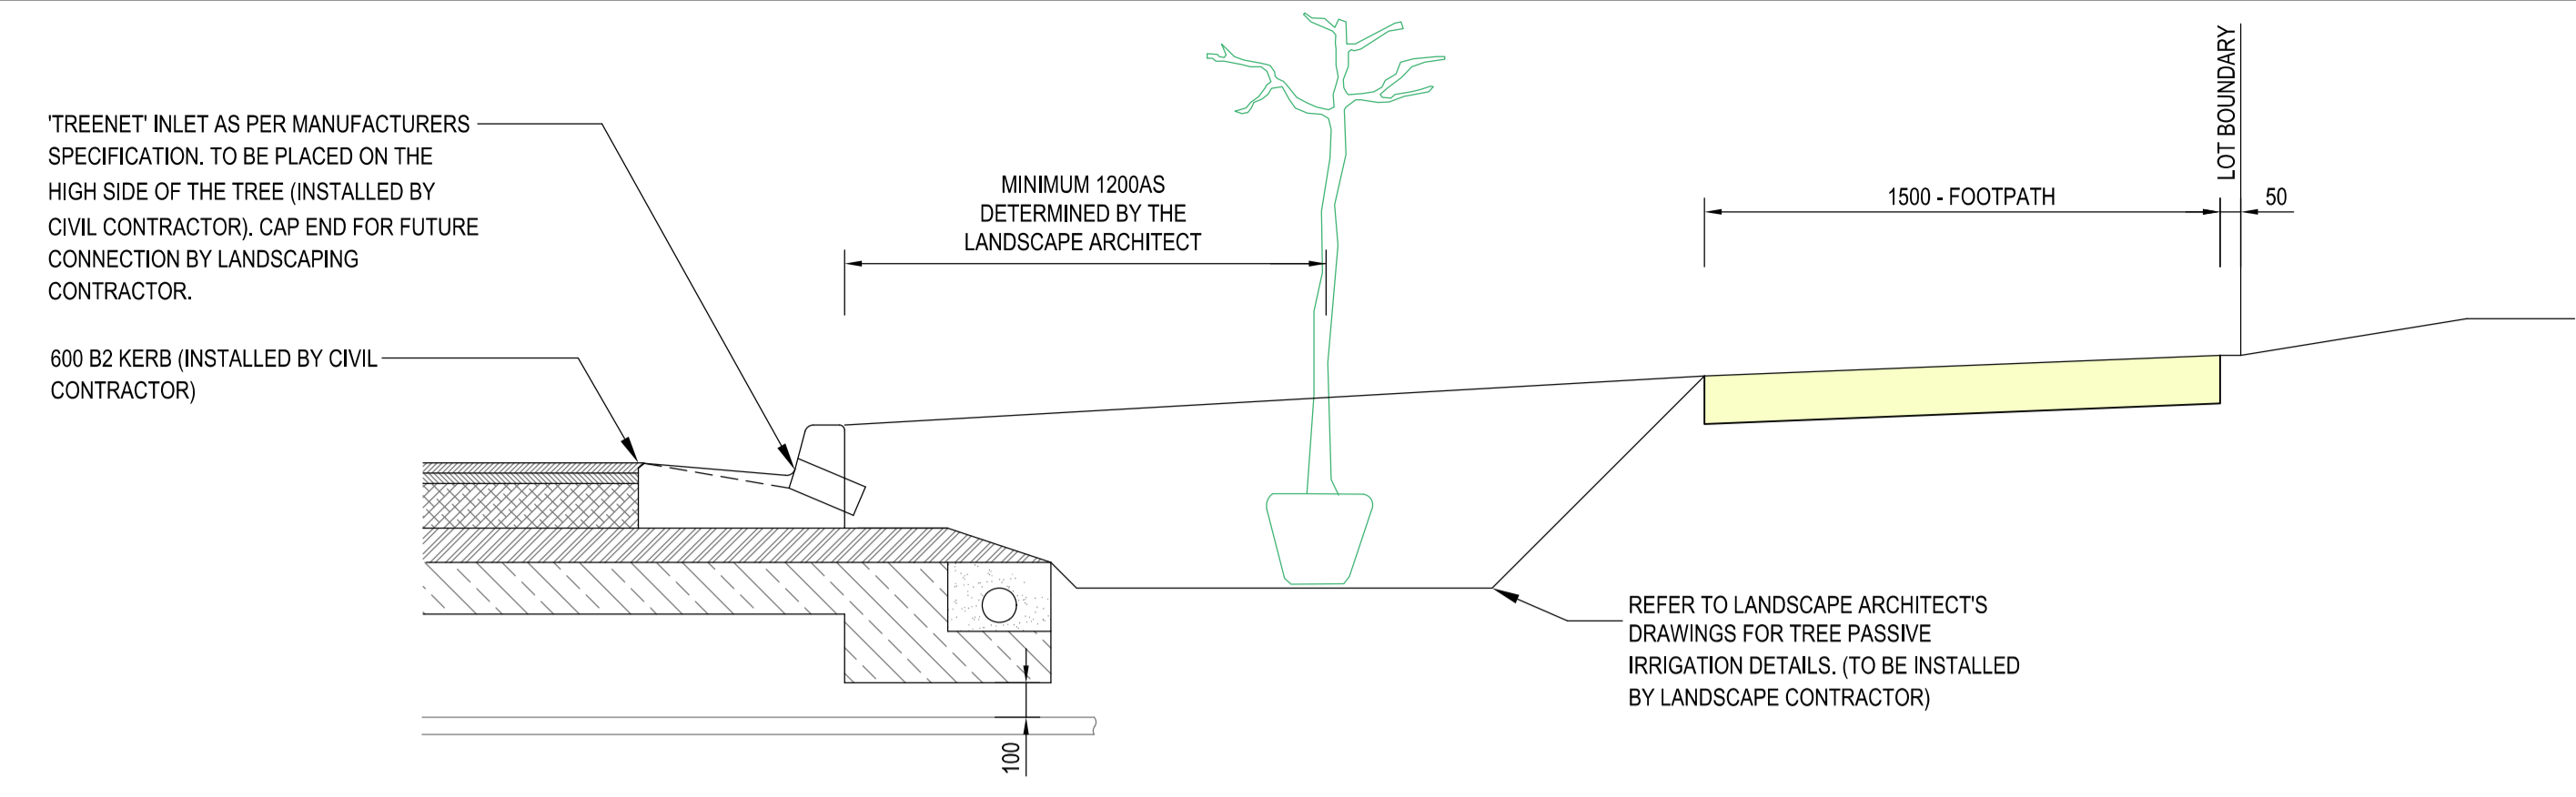 'TREENET' INLET AS PER MANUFACTURERS
SPECIFICATION. TO BE PLACED ON THE
HIGH SIDE OF THE TREE (INSTALLED BY
CIVIL CONTRACTOR). CAP END FOR FUTURE
CONNECTION BY LANDSCAPING
CONTRACTOR.
600 B2 KERB (INSTALLED BY CIVIL
CONTRACTOR)
MINIMUM 1200AS
DETERMINED BY THE
LANDSCAPE ARCHITECT
1500 - FOOTPATH
LOT BOUNDARY
50
REFER TO LANDSCAPE ARCHITECT'S
DRAWINGS FOR TREE PASSIVE
IRRIGATION DETAILS. (TO BE INSTALLED
BY LANDSCAPE CONTRACTOR)
100